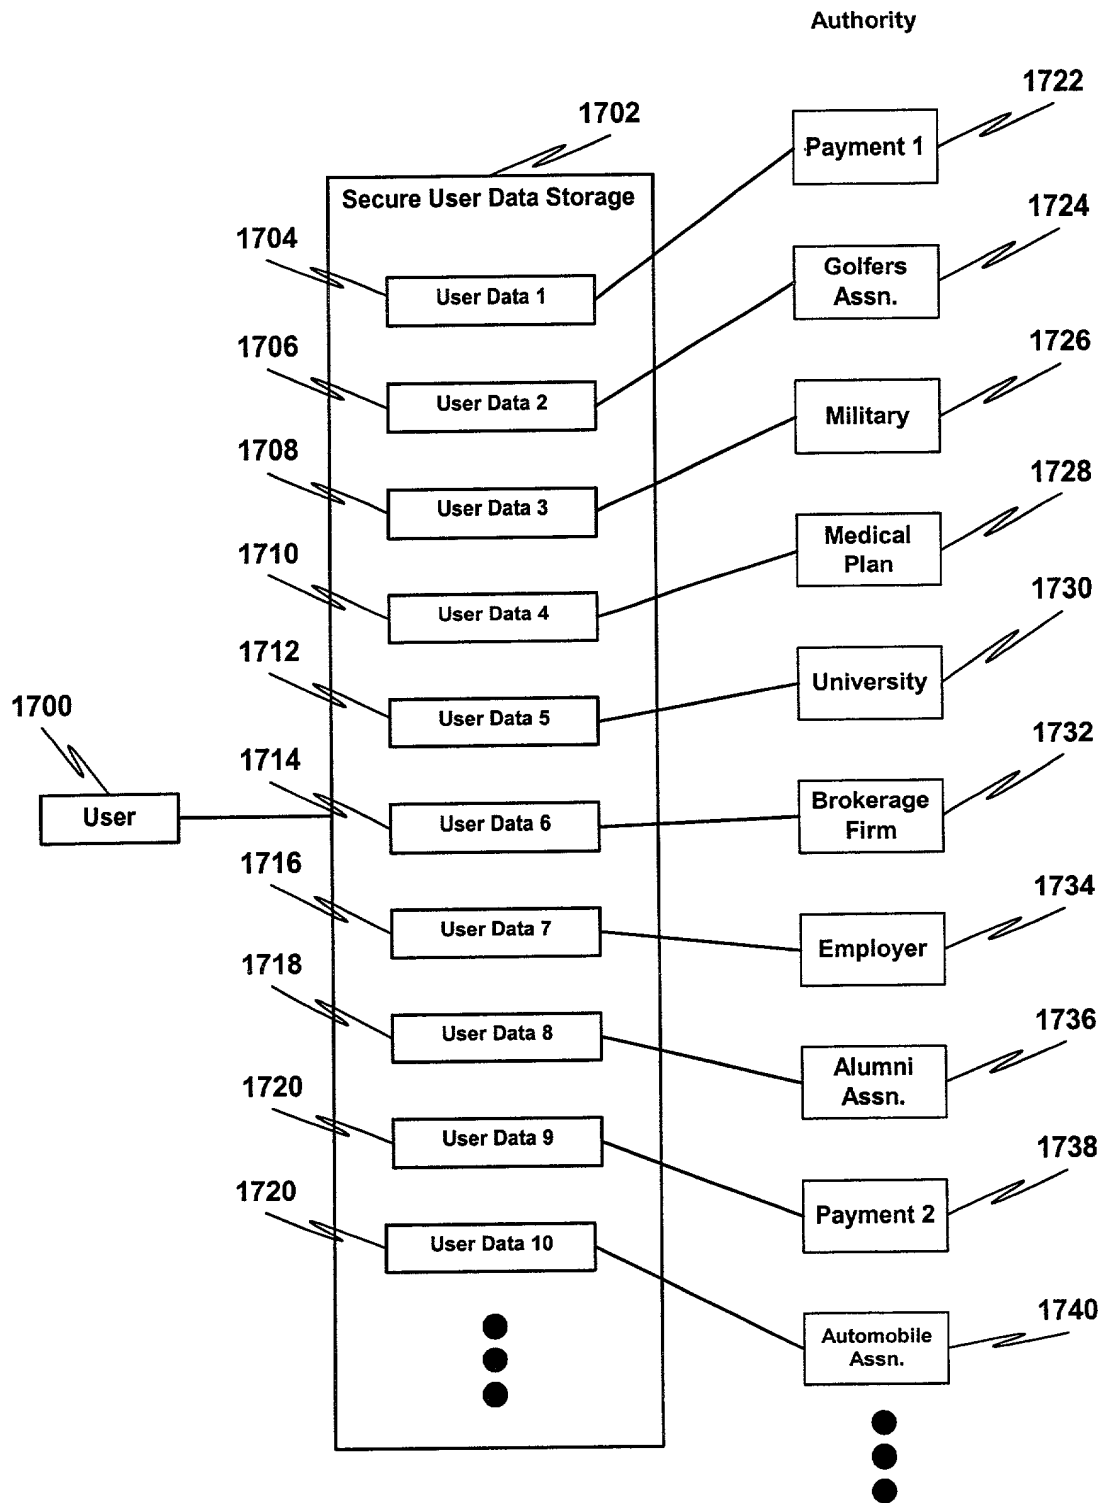 Authority
1722
1702
Payment 1
Secure User Data Storage
1724
1704
Golfers
Assn.
User Data 1
1726
1706
User Data 2
Military
1708
1728
User Data 3
Medical
Plan
1710
1730
User Data 4
1712
University
1700
User Data 5
1732
1714
Brokerage
Firm
User
User Data 6
1716
1734
User Data 7
Employer
1718
1736
User Data 8
Alumni
Assn.
1720
User Data 9
1738
1720
Payment 2
User Data 10
1740
Automobile
Assn.